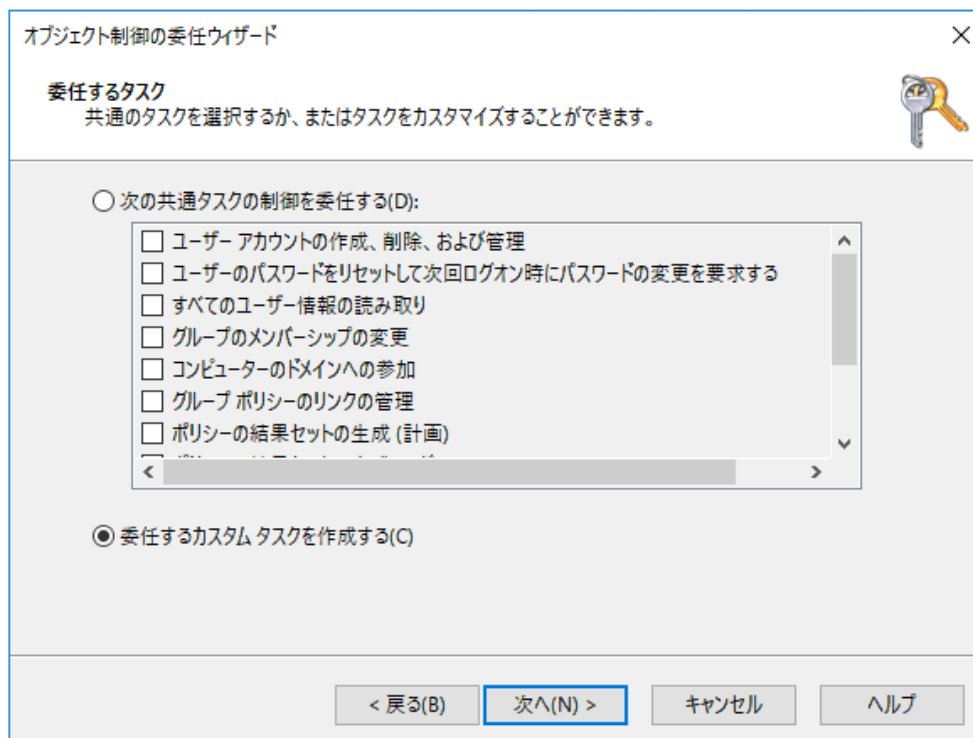 オブジェクト制御の委任ウィザード
委任するタスク
共通のタスクを選択するか、またはタスクをカスタマイズすることができます。
次の共通タスクの制御を委任する(D):
ユーザー アカウントの作成、削除、および管理
ユーザーのパスワードをリセットして次回ログオン時にパスワードの変更を要求する
すべてのユーザー情報の読み取り
グループのメンバーシップの変更
コンピューターのドメインへの参加
グループ ポリシーのリンクの管理
ポリシーの結果セットの生成 (計画)
委任するカスタム タスクを作成する(C)
< 戻る(B) 次へ(N) > キャンセル ヘルプ